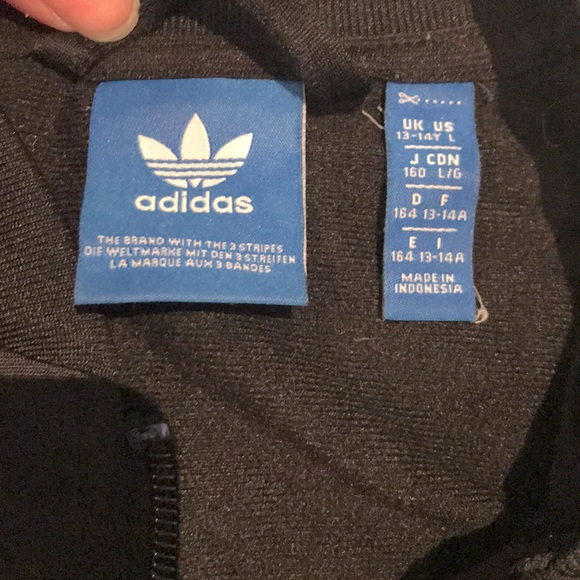 adidas
THE BRAND WITH THE 3 STRIPES
DIE WELTMARKE MIT DEN 3 STREIFEN
LA MARQUE AUX 3 BANDES
UK US
13-14Y L
J CDN
160 L/G
D F
164 13-14A
E I
164 13-14A
MADE IN
INDONESIA